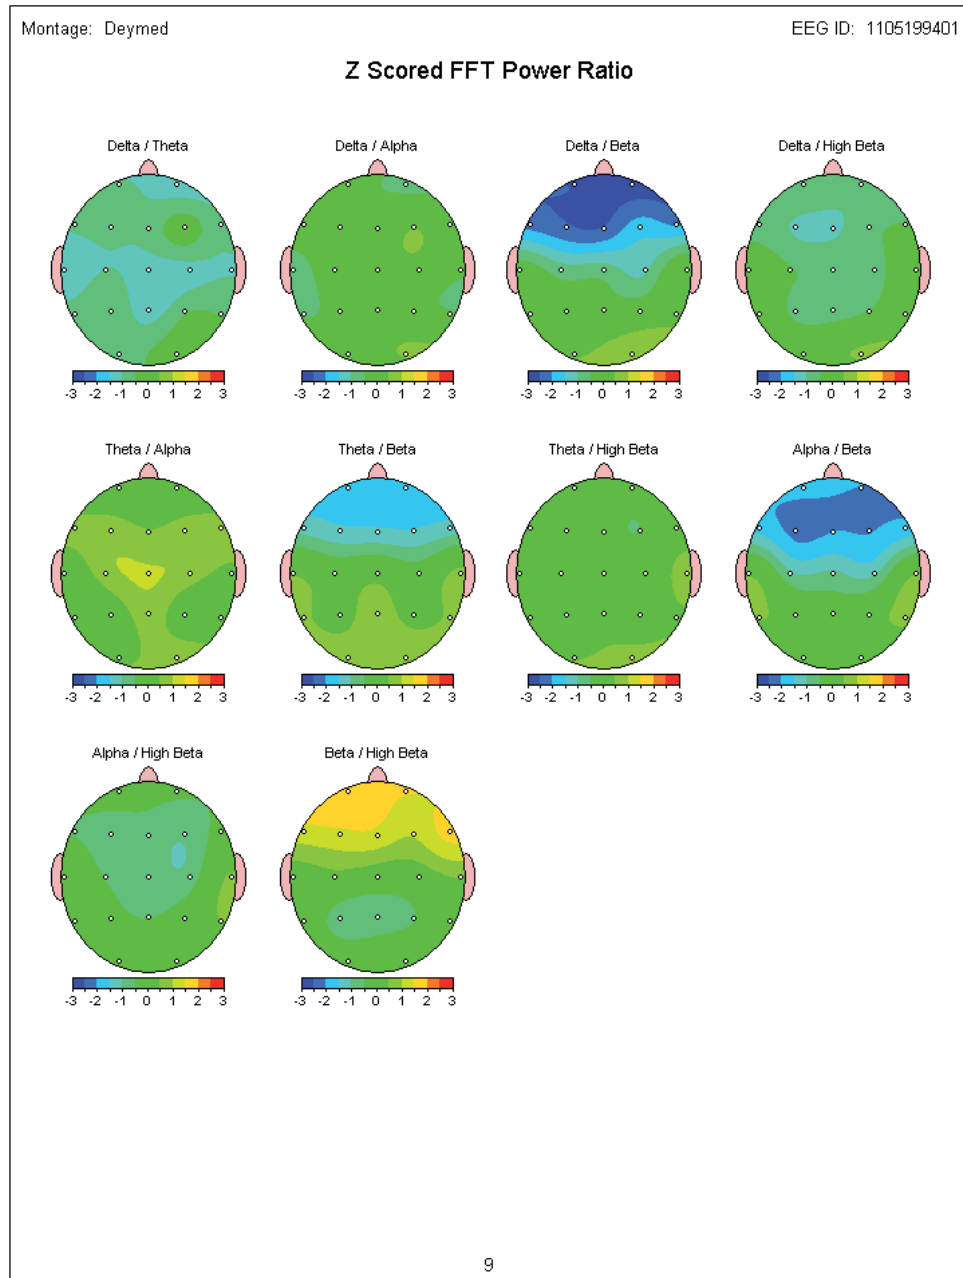 Montage: Deymed EEG ID: 1105199401
Z Scored FFT Power Ratio
Delta / Theta Delta / Alpha Delta / Beta Delta / High Beta
-3 -2 -1 0 1 2 3 -3 -2 -1 0 1 2 3 -3 -2 -1 0 1 2 3 -3 -2 -1 0 1 2 3
Theta / Alpha Theta / Beta Theta / High Beta Alpha / Beta
-3 -2 -1 0 1 2 3 -3 -2 -1 0 1 2 3 -3 -2 -1 0 1 2 3 -3 -2 -1 0 1 2 3
Alpha / High Beta Beta / High Beta
-3 -2 -1 0 1 2 3 -3 -2 -1 0 1 2 3
9